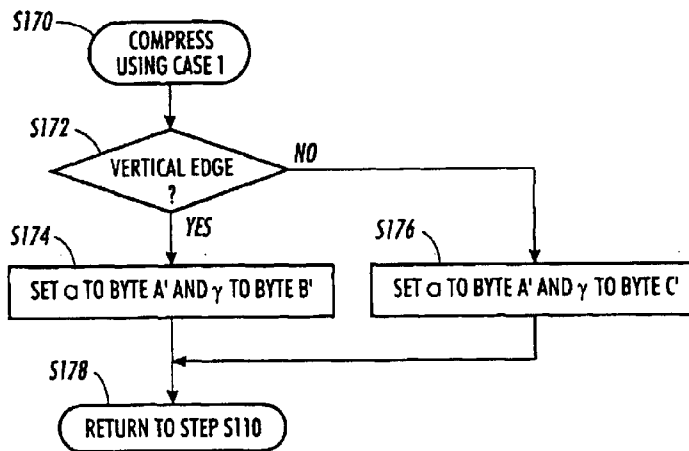 S170
COMPRESS
USING CASE 1
S172
VERTICAL EDGE
?
NO
YES
S174
SET α TO BYTE A' AND γ TO BYTE B'
S176
SET α TO BYTE A' AND γ TO BYTE C'
S178
RETURN TO STEP S110